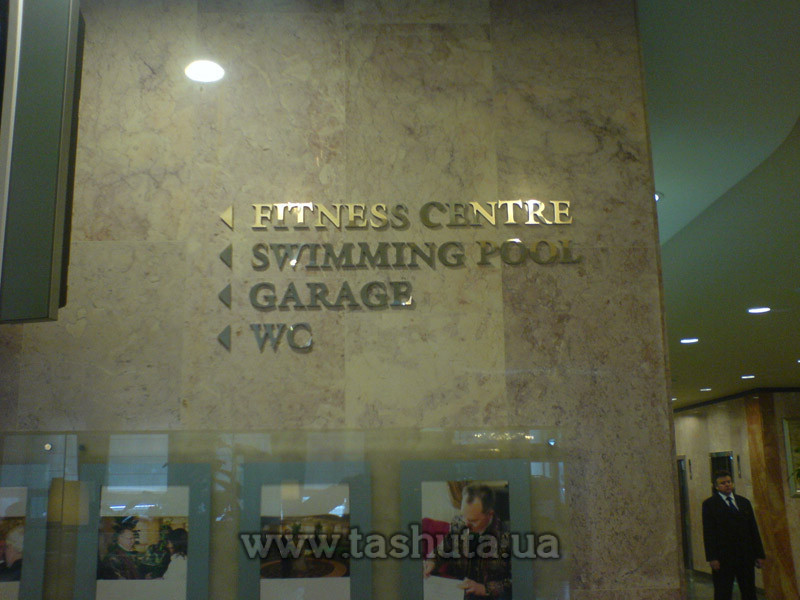 FITNESS CENTRE
SWIMMING POOL
GARAGE
WC
www.tashuta.ua